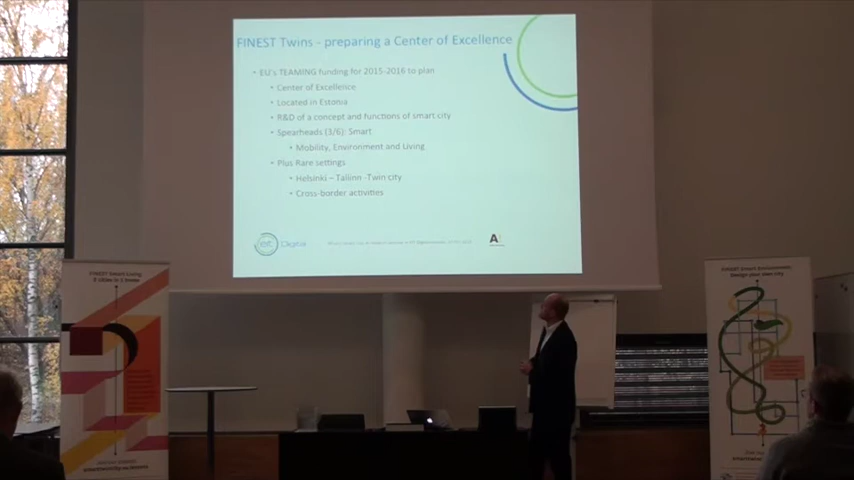 FINEST Twins - preparing a Center of Excellence
• EU's TEAMING funding for 2015-2016 to plan
• Center of Excellence
• Located in Estonia
• R&D of a concept and functions of smart city
• Spearheads (3/6): Smart
• Mobility, Environment and Living
• Plus Rare settings
• Helsinki – Tallinn -Twin city
• Cross-border activities
Digital
A!
FINEST Smart Living
FINEST Smart Environment
Design your own city